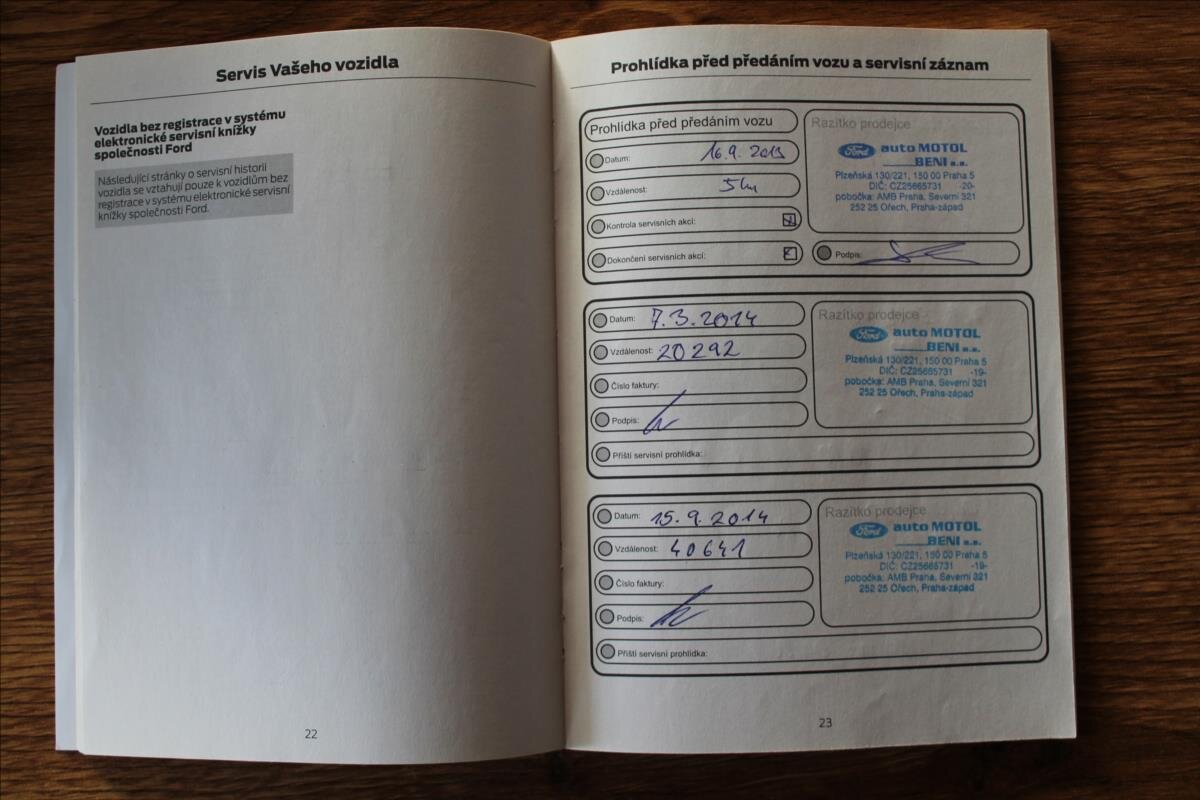 Servis Vašeho vozidla
Vozidla bez registrace v systému
elektronické servisní knížky
společnosti Ford
Následující stránky o servisní historii
vozidla se vztahují pouze k vozidlům bez
registrace v systému elektronické servisní
knížky společnosti Ford.
22
Prohlídka před předáním vozu a servisní záznam
Prohlídka před předáním vozu
Datum: 16.9. 2013
Vzdálenost: 5km
Kontrola servisních akcí:
Dokončení servisních akcí:
Razítko prodejce
Ford auto MOTOL
BENI a.s.
Plzeňská 130/221, 150 00 Praha 5
DIČ: CZ25665731 -20-
pobočka: AMB Praha, Severní 321
252 25 Ořech, Praha-západ
Podpis:
Datum: 7.3.2014
Vzdálenost: 20292
Číslo faktury:
Podpis:
Příští servisní prohlídka:
Razítko prodejce
Ford auto MOTOL
BENI a.s.
Plzeňská 130/221, 150 00 Praha 5
DIČ: CZ25665731 -19-
pobočka: AMB Praha, Severní 321
252 25 Ořech, Praha-západ
Datum: 15.9.2014
Vzdálenost: 40641
Číslo faktury:
Podpis:
Příští servisní prohlídka:
Razítko prodejce
Ford auto MOTOL
BENI a.s.
Plzeňská 130/221, 150 00 Praha 5
DIČ: CZ25665731 -19-
pobočka: AMB Praha, Severní 321
252 25 Ořech, Praha-západ
23